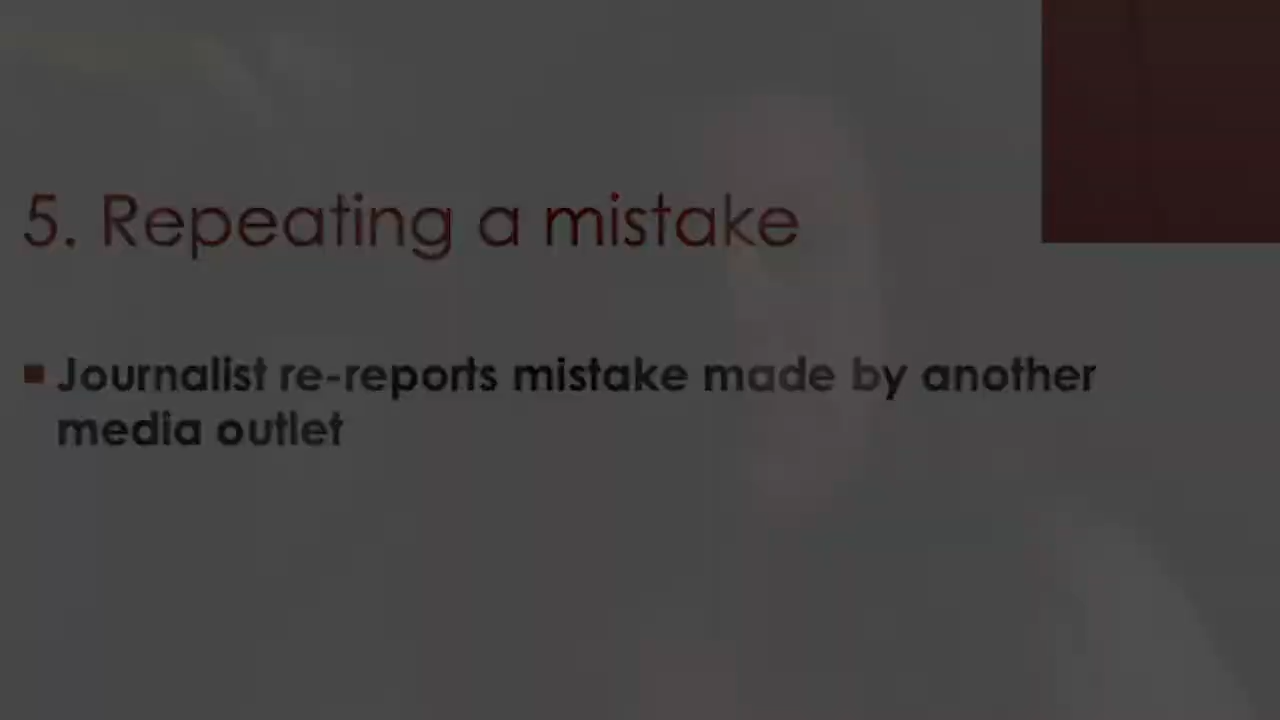 5. Repeating a mistake
Journalist re-reports mistake made by another
media outlet